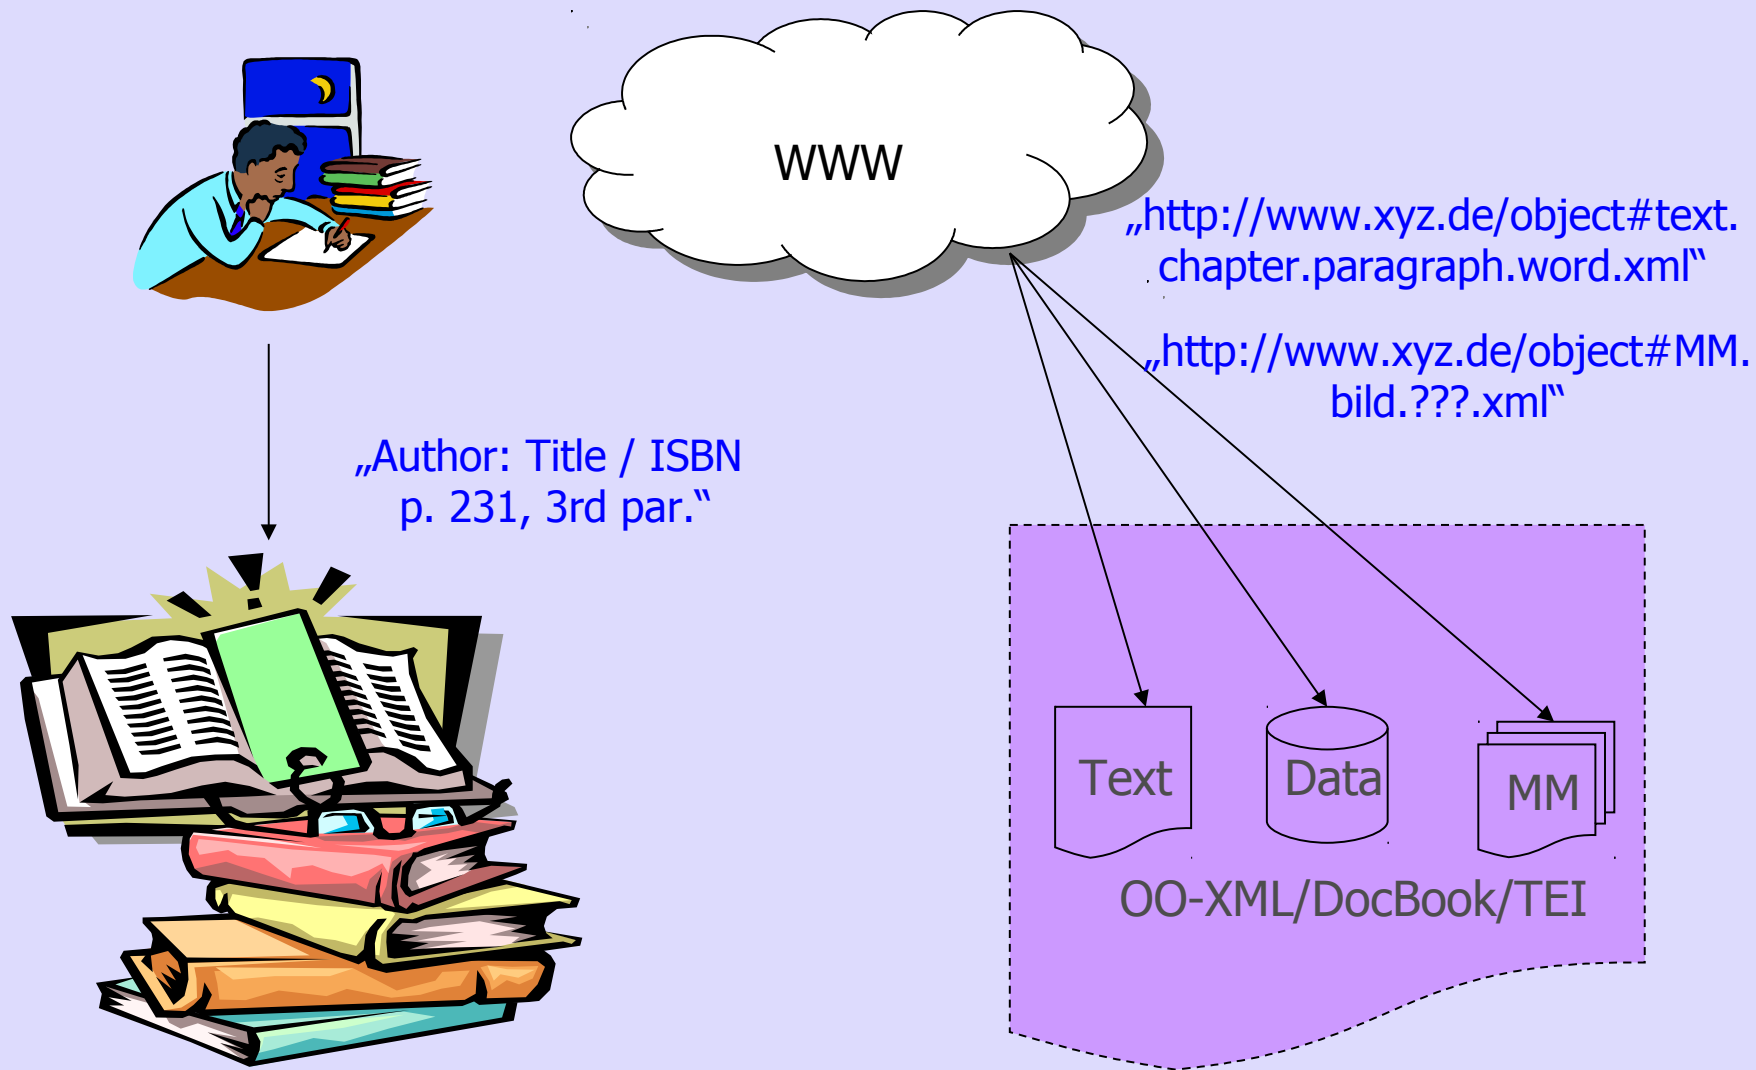 WWW
„http://www.xyz.de/object#text.
chapter.paragraph.word.xml“
„http://www.xyz.de/object#MM.
bild.???.xml“
„Author: Title / ISBN
p. 231, 3rd par.“
Text
Data
MM
OO-XML/DocBook/TEI